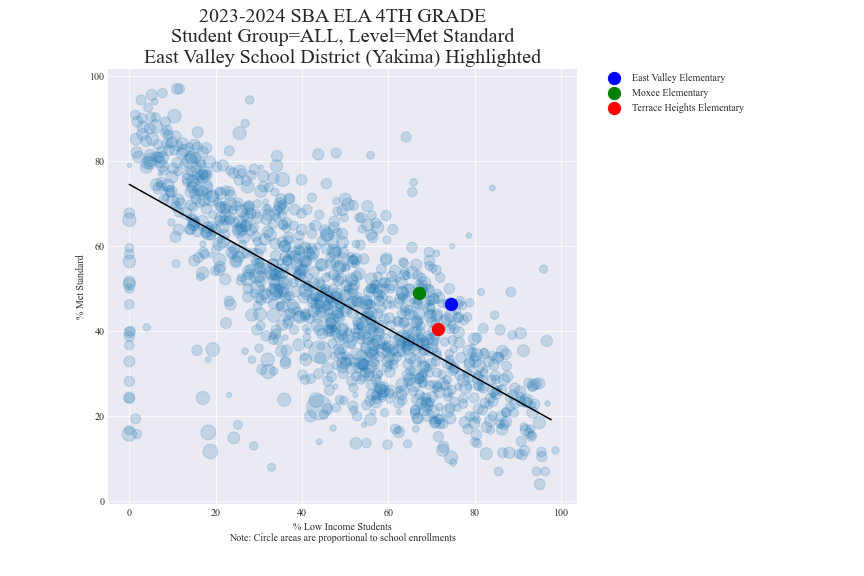 2023-2024 SBA ELA 4TH GRADE
Student Group=ALL, Level=Met Standard
East Valley School District (Yakima) Highlighted
East Valley Elementary
Moxee Elementary
Terrace Heights Elementary
100
80
60
40
20
0
% Met Standard
0 20 40 60 80 100
% Low Income Students
Note: Circle areas are proportional to school enrollments